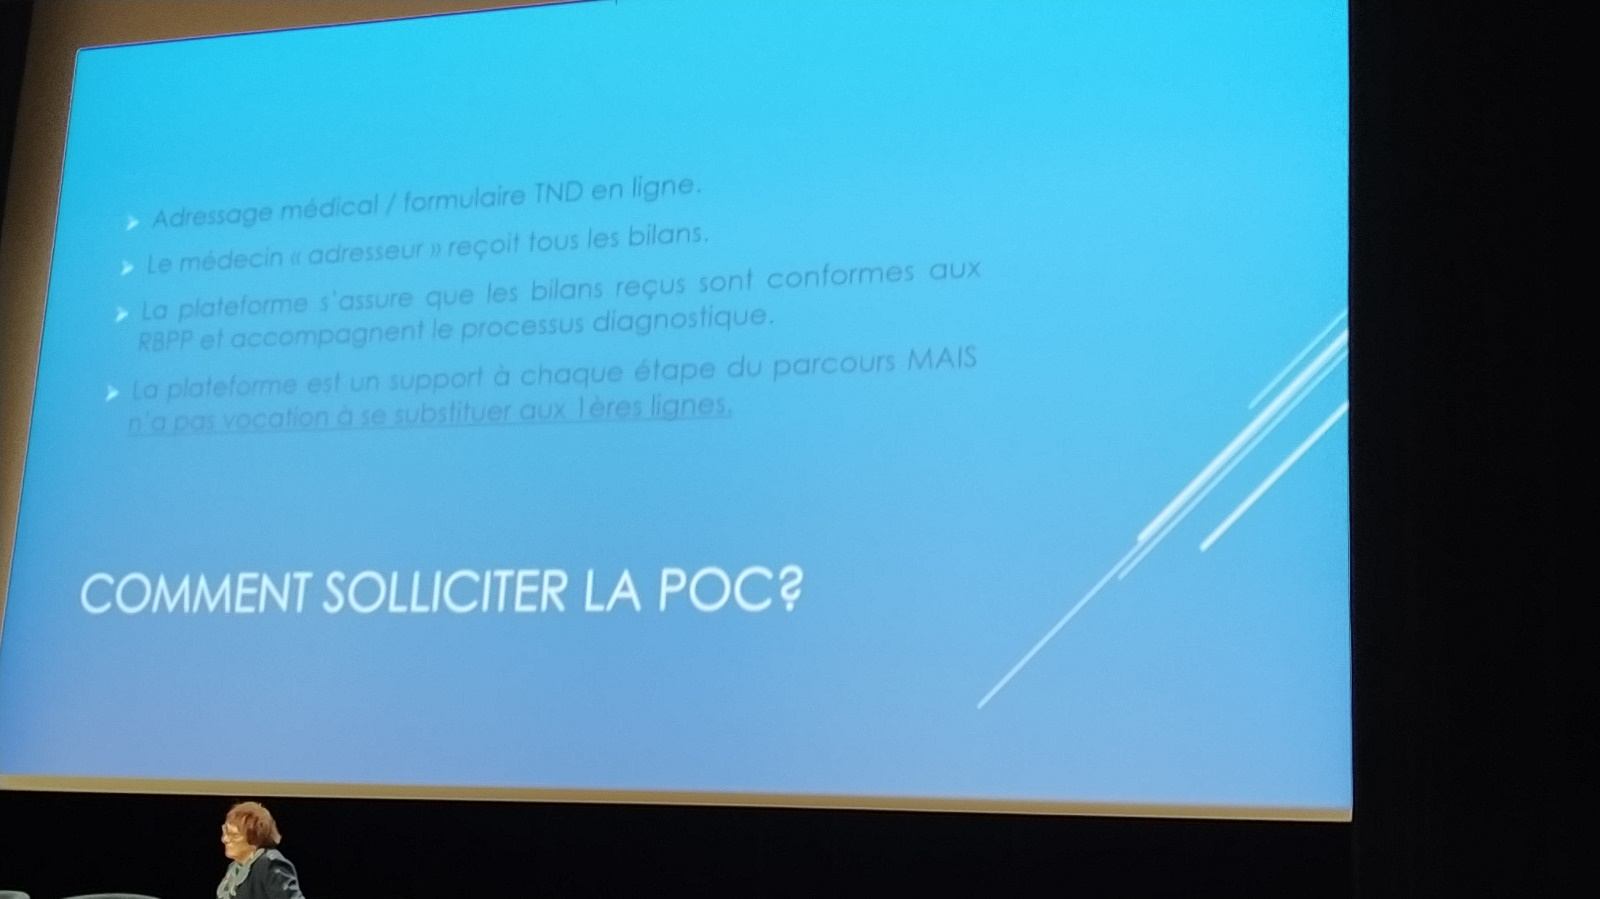 Adressage médical / formulaire TND en ligne.
Le médecin « adresseur » reçoit tous les bilans.
La plateforme s'assure que les bilans reçus sont conformes aux
RBPP et accompagnent le processus diagnostique.
La plateforme est un support à chaque étape du parcours MAIS
n'a pas vocation à se substituer aux 1ères lignes.
COMMENT SOLLICITER LA POC?